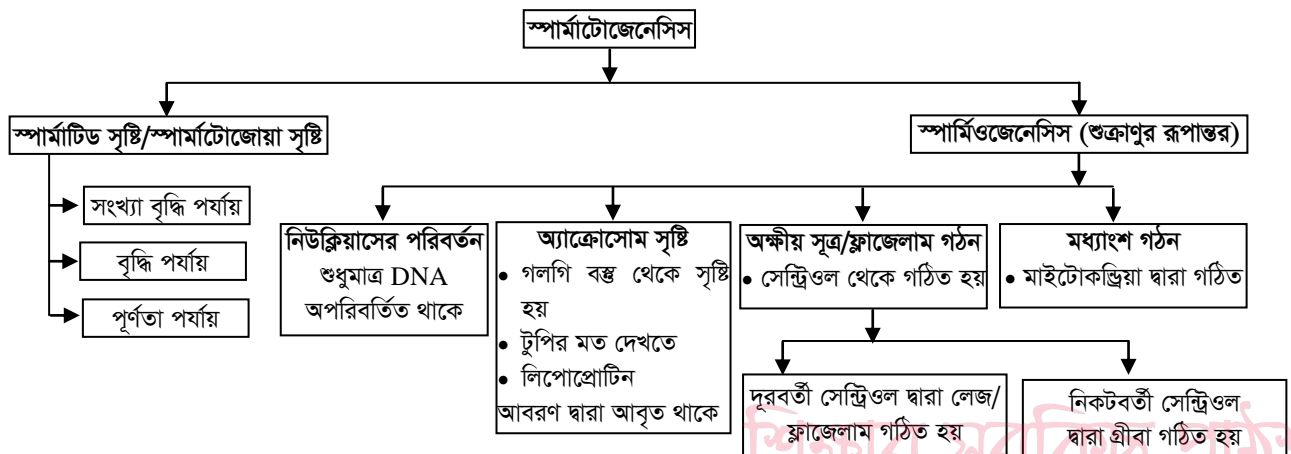 স্পার্মাটোজেনেসিস
স্পার্মাটিড সৃষ্টি/স্পার্মাটোজোয়া সৃষ্টি
সংখ্যা বৃদ্ধি পর্যায়
বৃদ্ধি পর্যায়
পূর্ণতা পর্যায়
স্পার্মিওজেনেসিস (শুক্রাণুর রূপান্তর)
নিউক্লিয়াসের পরিবর্তন
শুধুমাত্র DNA
অপরিবর্তিত থাকে
অ্যাক্রোসোম সৃষ্টি
• গলগি বস্তু থেকে সৃষ্টি
হয়
• টুপির মত দেখতে
• লিপোপ্রোটিন
আবরণ দ্বারা আবৃত থাকে
অক্ষীয় সূত্র/ফ্লাজেলাম গঠন
• সেন্ট্রিওল থেকে গঠিত হয়
মধ্যাংশ গঠন
• মাইটোকন্ড্রিয়া দ্বারা গঠিত
দূরবর্তী সেন্ট্রিওল দ্বারা লেজ/
ফ্লাজেলাম গঠিত হয়
নিকটবর্তী সেন্ট্রিওল
দ্বারা গ্রীবা গঠিত হয়